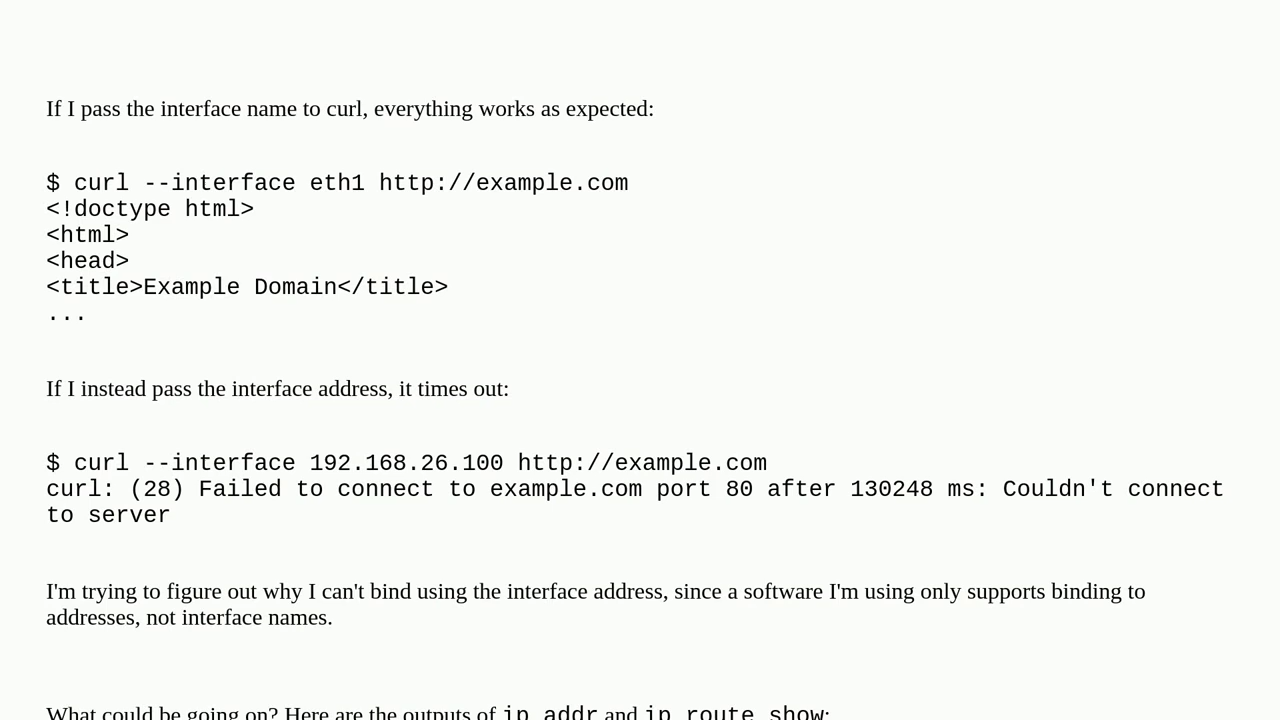 If I pass the interface name to curl, everything works as expected:
$ curl --interface eth1 http://example.com
<!doctype html>
<html>
<head>
<title>Example Domain</title>
...
If I instead pass the interface address, it times out:
$ curl --interface 192.168.26.100 http://example.com
curl: (28) Failed to connect to example.com port 80 after 130248 ms: Couldn't connect
to server
I'm trying to figure out why I can't bind using the interface address, since a software I'm using only supports binding to
addresses, not interface names.
What could be going on? Here are the outputs of ip addr and ip route show: